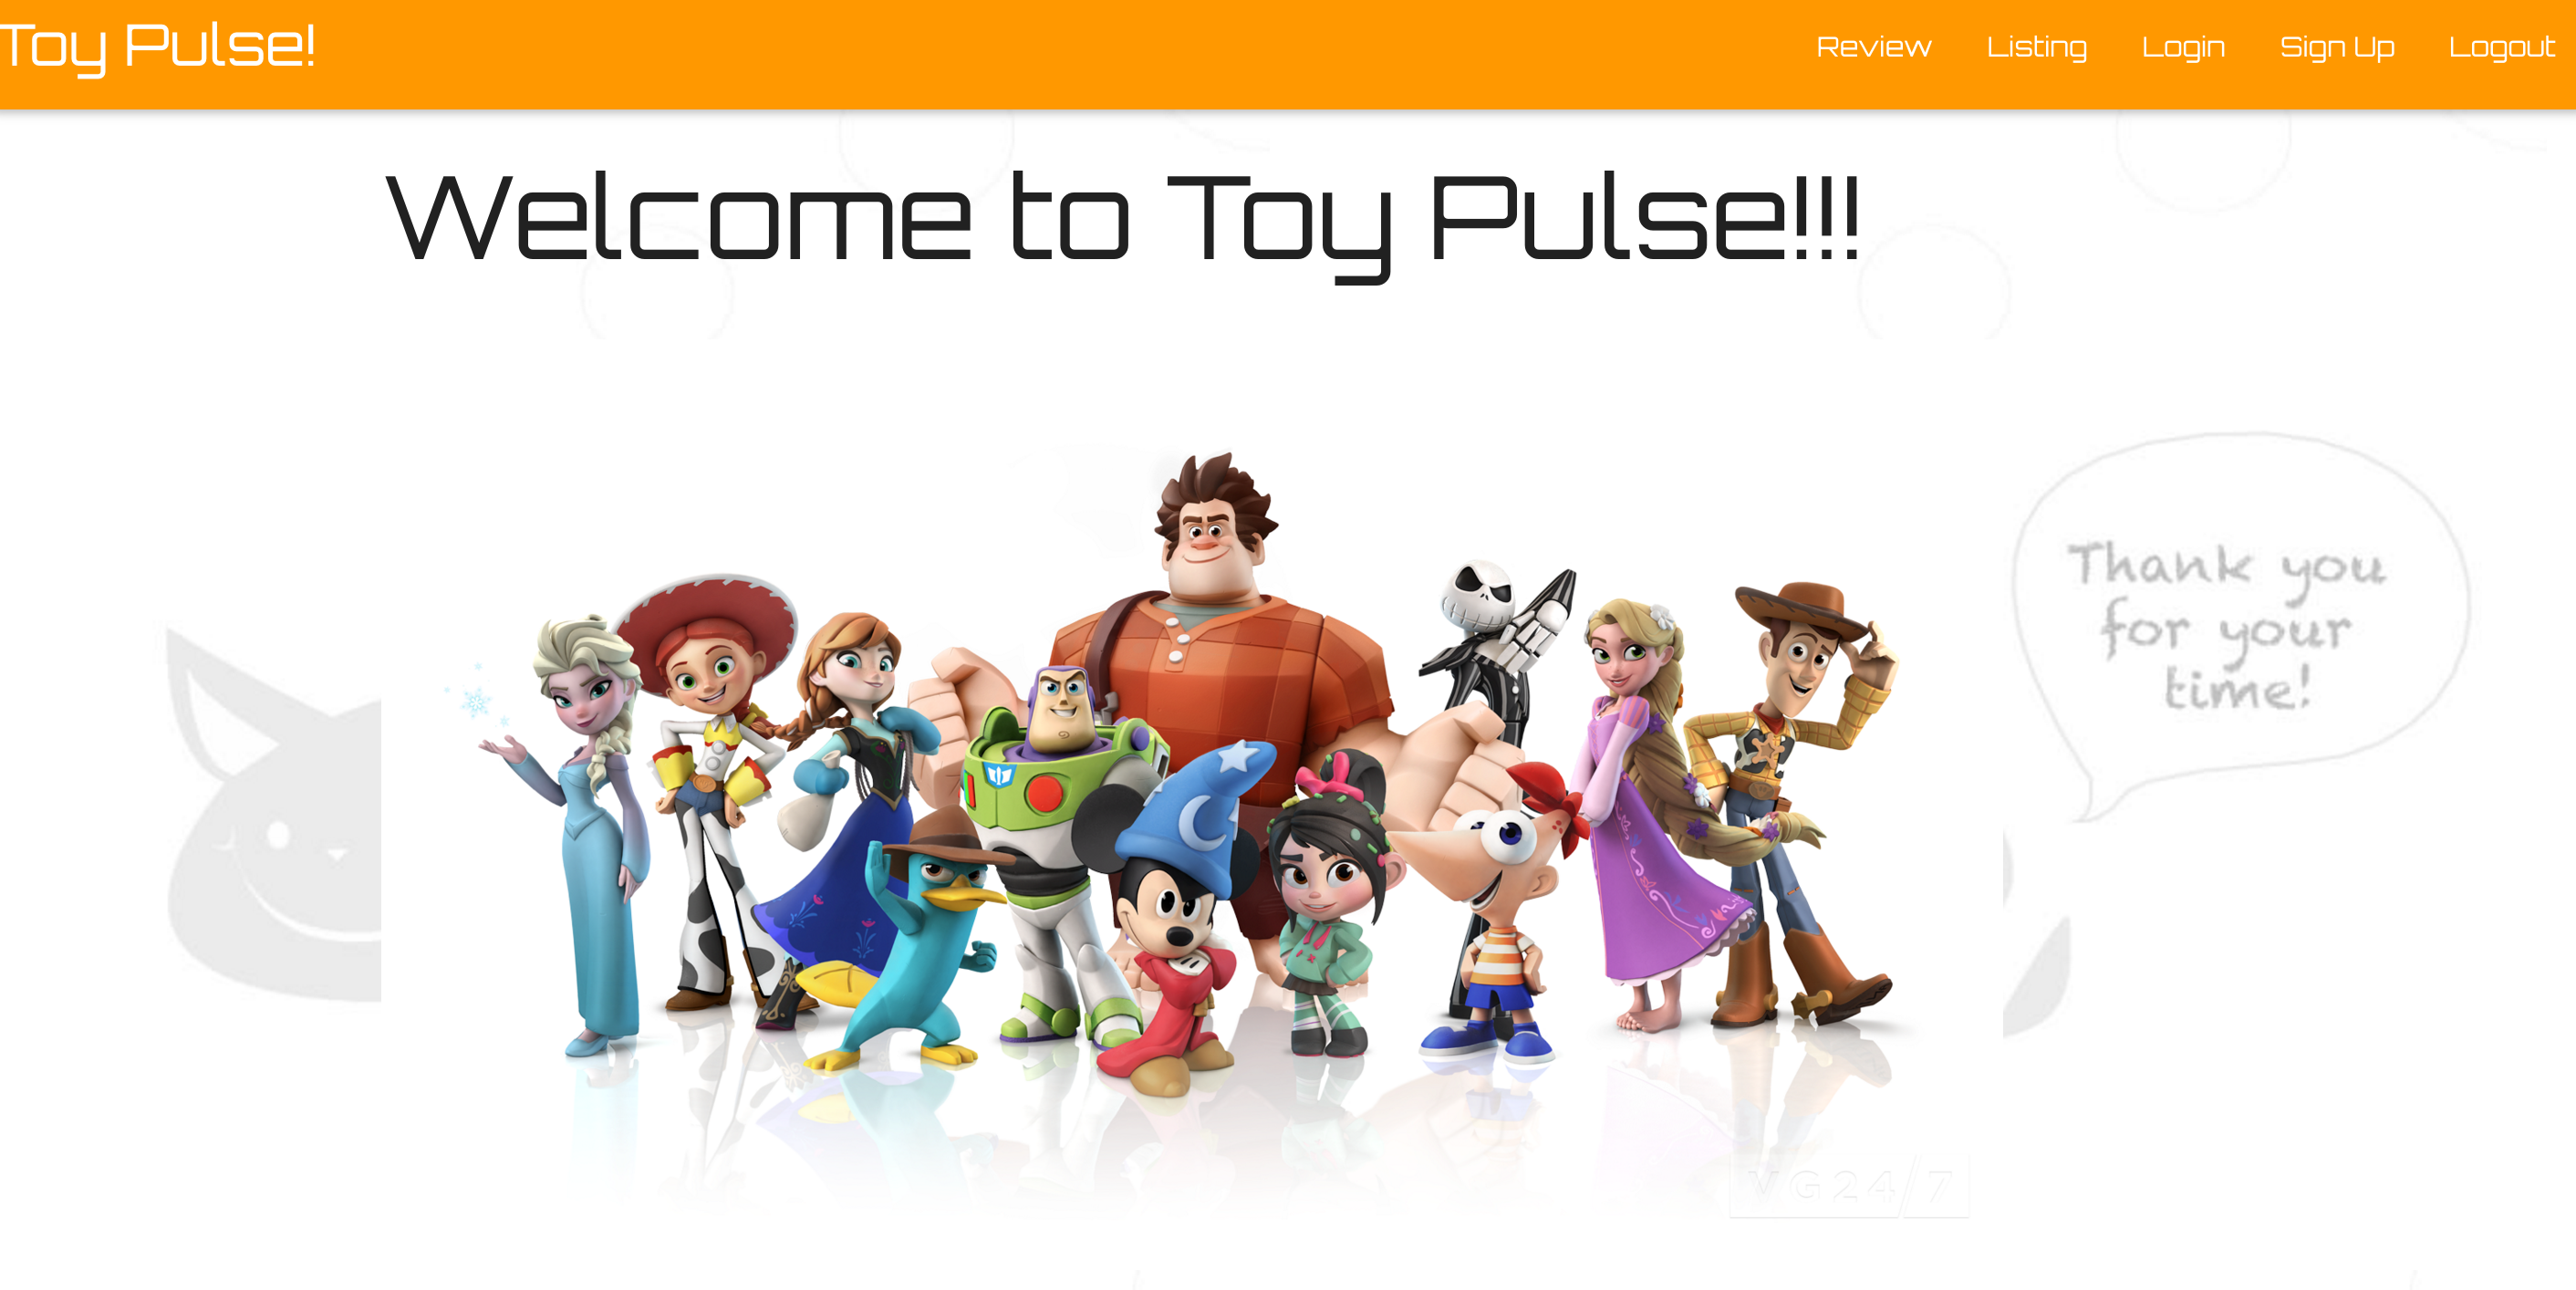 Toy Pulse!
Review Listing Login Sign Up Logout
Welcome to Toy Pulse!!!
Thank you
for your
time!
VG24/7